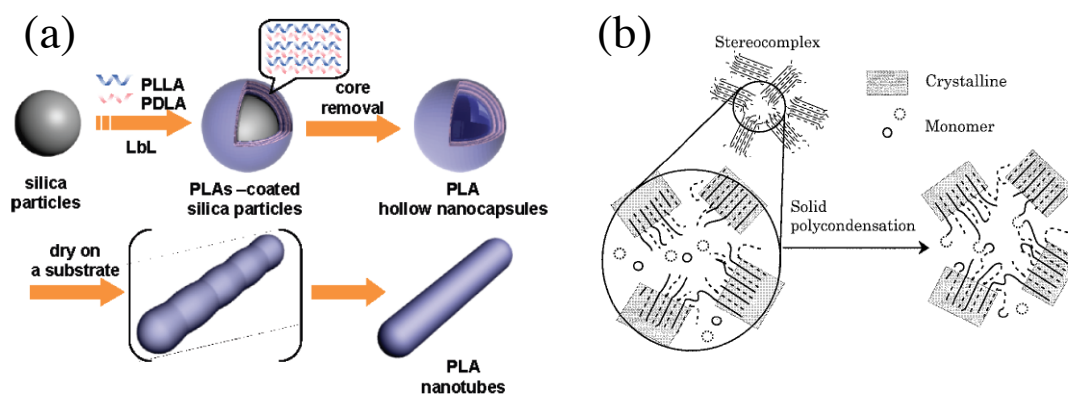 (a)
PLLA
PDLA
LbL
core
removal
silica
particles
PLAs –coated
silica particles
PLA
hollow nanocapsules
dry on
a substrate
PLA
nanotubes
(b)
Stereocomplex
Crystalline
Monomer
Solid
polycondensation